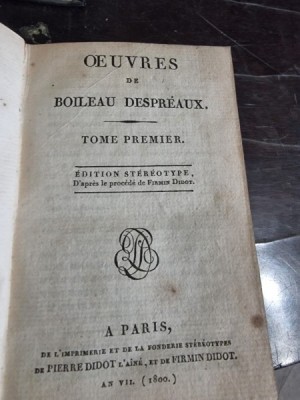 ŒUVRES
DE
BOILEAU DESPRÉAUX.
TOME PREMIER.
ÉDITION STÉRÉOTYPE,
D'après le procédé de FIRMIN DIDOT.
A PARIS,
DE L'IMPRIMERIE ET DE LA FONDERIE STÉRÉOTYPES
DE PIERRE DIDOT L'AÎNÉ, ET DE FIRMIN DIDOT.
AN VII. (1800.)